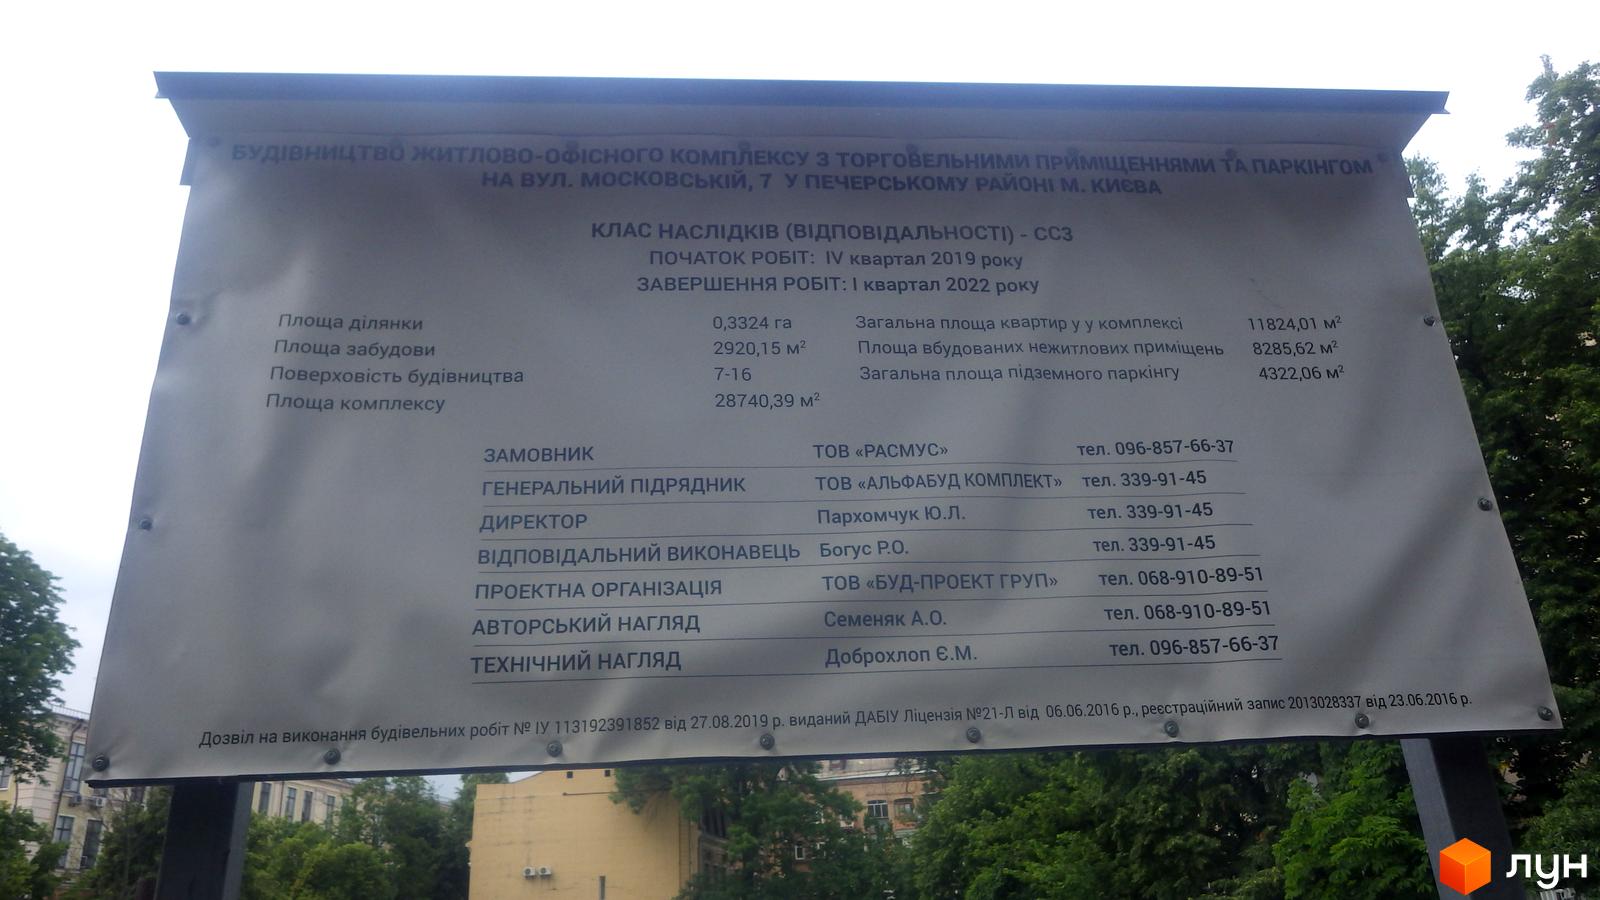 БУДІВНИЦТВО ЖИТЛОВО-ОФІСНОГО КОМПЛЕКСУ З ТОРГОВЕЛЬНИМИ ПРИМІЩЕННЯМИ ТА ПАРКІНГОМ
НА ВУЛ. МОСКОВСЬКІЙ, 7 У ПЕЧЕРСЬКОМУ РАЙОНІ М. КИЄВА
КЛАС НАСЛІДКІВ (ВІДПОВІДАЛЬНОСТІ) - СС3
ПОЧАТОК РОБІТ: IV квартал 2019 року
ЗАВЕРШЕННЯ РОБІТ: I квартал 2022 року
Площа ділянки 0,3324 га Загальна площа квартир у у комплексі 11824,01 м²
Площа забудови 2920,15 м² Площа вбудованих нежитлових приміщень 8285,62 м²
Поверховість будівництва 7-16 Загальна площа підземного паркінгу 4322,06 м²
Площа комплексу 28740,39 м²
ЗАМОВНИК ТОВ «РАСМУС» тел. 096-857-66-37
ГЕНЕРАЛЬНИЙ ПІДРЯДНИК ТОВ «АЛЬФАБУД КОМПЛЕКТ» тел. 339-91-45
ДИРЕКТОР Пархомчук Ю.Л. тел. 339-91-45
ВІДПОВІДАЛЬНИЙ ВИКОНАВЕЦЬ Богус Р.О. тел. 339-91-45
ПРОЕКТНА ОРГАНІЗАЦІЯ ТОВ «БУД-ПРОЕКТ ГРУП» тел. 068-910-89-51
АВТОРСЬКИЙ НАГЛЯД Семеняк А.О. тел. 068-910-89-51
ТЕХНІЧНИЙ НАГЛЯД Доброхлоп Є.М. тел. 096-857-66-37
Дозвіл на виконання будівельних робіт № ІУ 113192391852 від 27.08.2019 р. виданий ДАБІУ Ліцензія №21-Л від 06.06.2016 р., реєстраційний запис 2013028337 від 23.06.2016 р.
лун